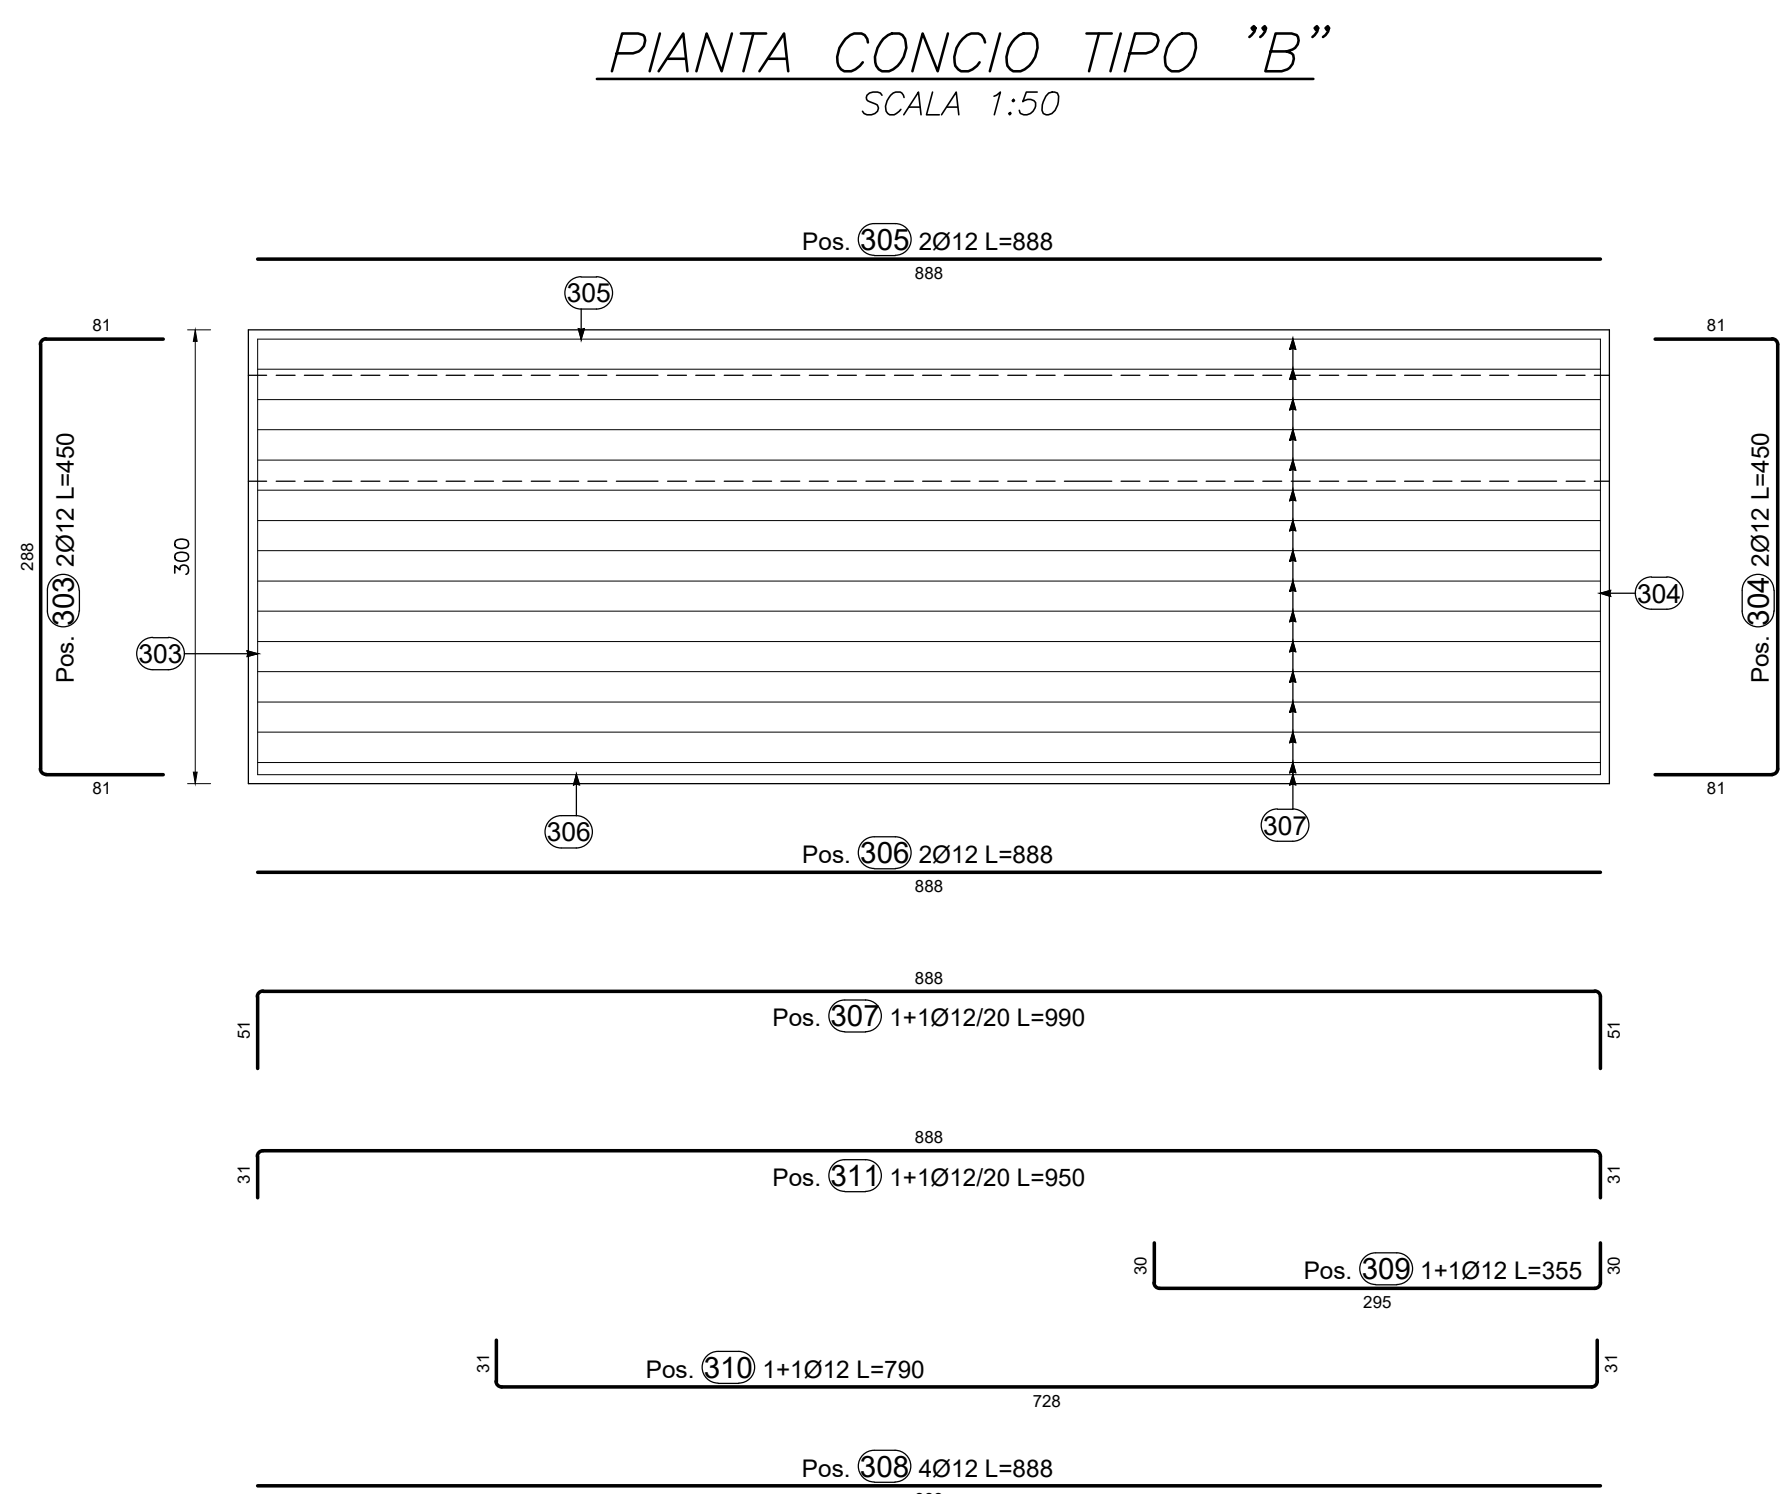 PIANTA CONCIO TIPO "B"
SCALA 1:50
Pos. 305 2Ø12 L=888
888
305
81
81
300
288
Pos. 303 2Ø12 L=450
303
304
Pos. 304 2Ø12 L=450
81
81
306
307
Pos. 306 2Ø12 L=888
888
888
51
Pos. 307 1+1Ø12/20 L=990
51
888
31
Pos. 311 1+1Ø12/20 L=950
31
30
Pos. 309 1+1Ø12 L=355
30
295
31
Pos. 310 1+1Ø12 L=790
31
728
Pos. 308 4Ø12 L=888